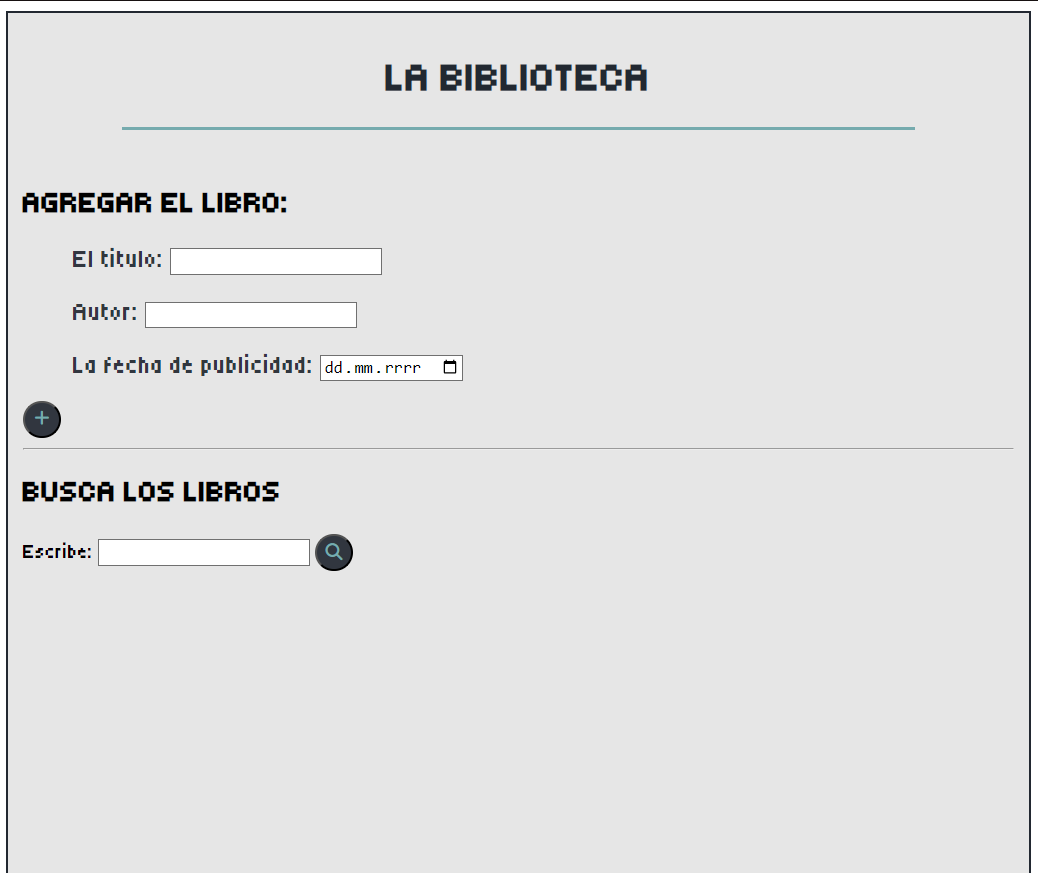 LA BIBLIOTECA
AGREGAR EL LIBRO:
El titulo:
Autor:
La fecha de publicidad: dd.mm.rrrr
+
BUSCA LOS LIBROS
Escribe: